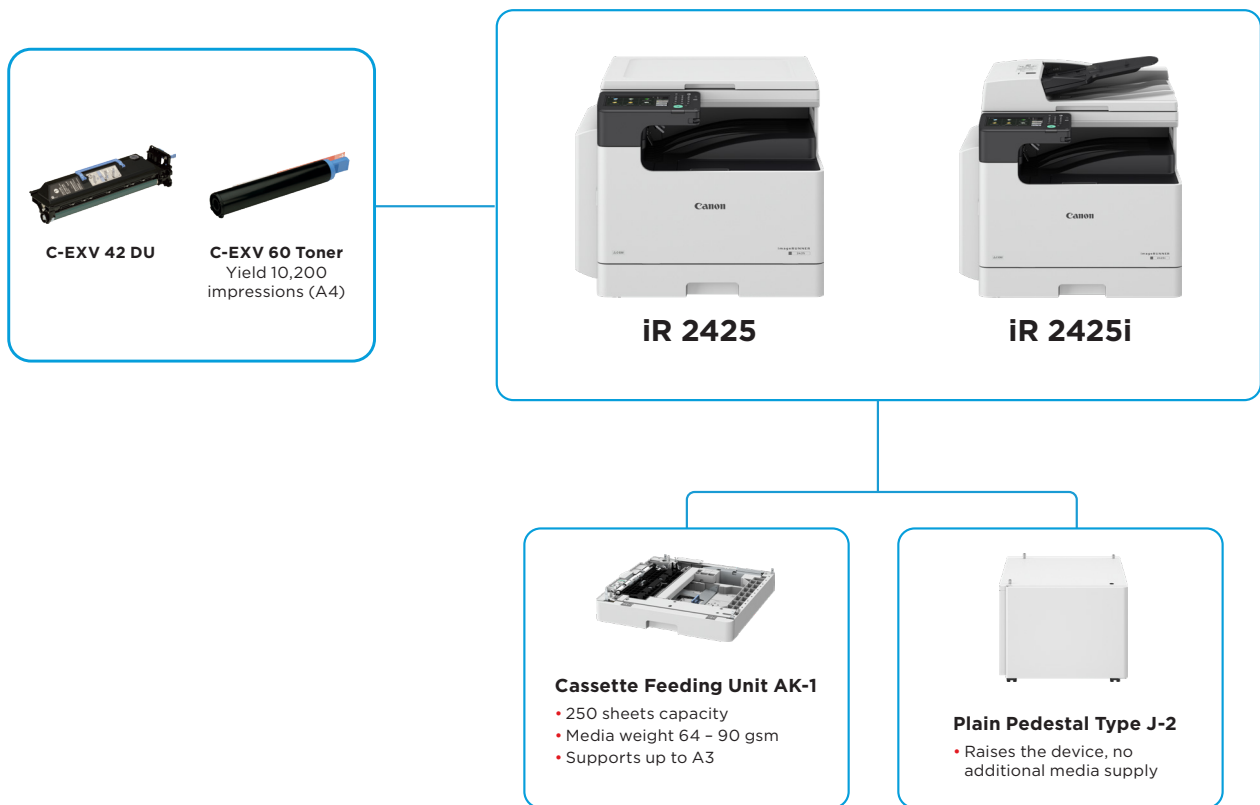 C-EXV 42 DU
C-EXV 60 Toner
Yield 10,200
impressions (A4)
Canon
imageRUNNER
Canon
imageRUNNER
iR 2425
iR 2425i
Cassette Feeding Unit AK-1
• 250 sheets capacity
• Media weight 64 – 90 gsm
• Supports up to A3
Plain Pedestal Type J-2
• Raises the device, no
additional media supply